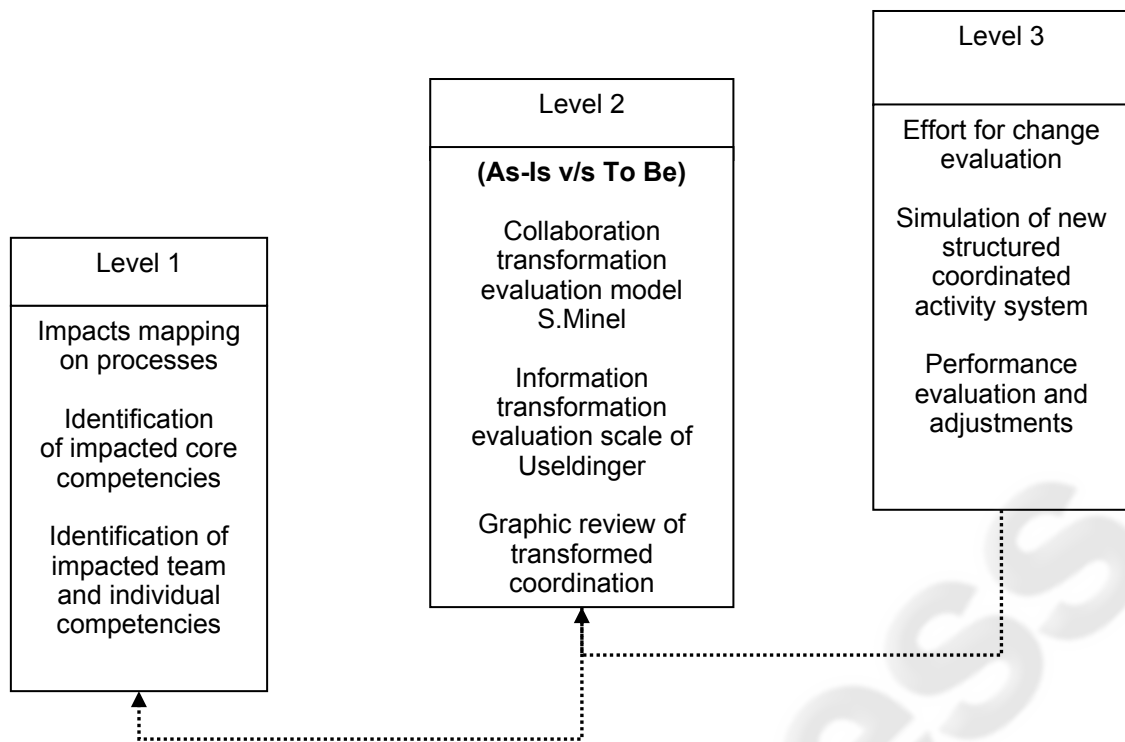 Level 1
Impacts mapping
on processes
Identification
of impacted core
competencies
Identification of
impacted team
and individual
competencies
Level 2
(As-Is v/s To Be)
Collaboration
transformation
evaluation model
S.Minel
Information
transformation
evaluation scale of
Useldinger
Graphic review of
transformed
coordination
Level 3
Effort for change
evaluation
Simulation of new
structured
coordinated
activity system
Performance
evaluation and
adjustments